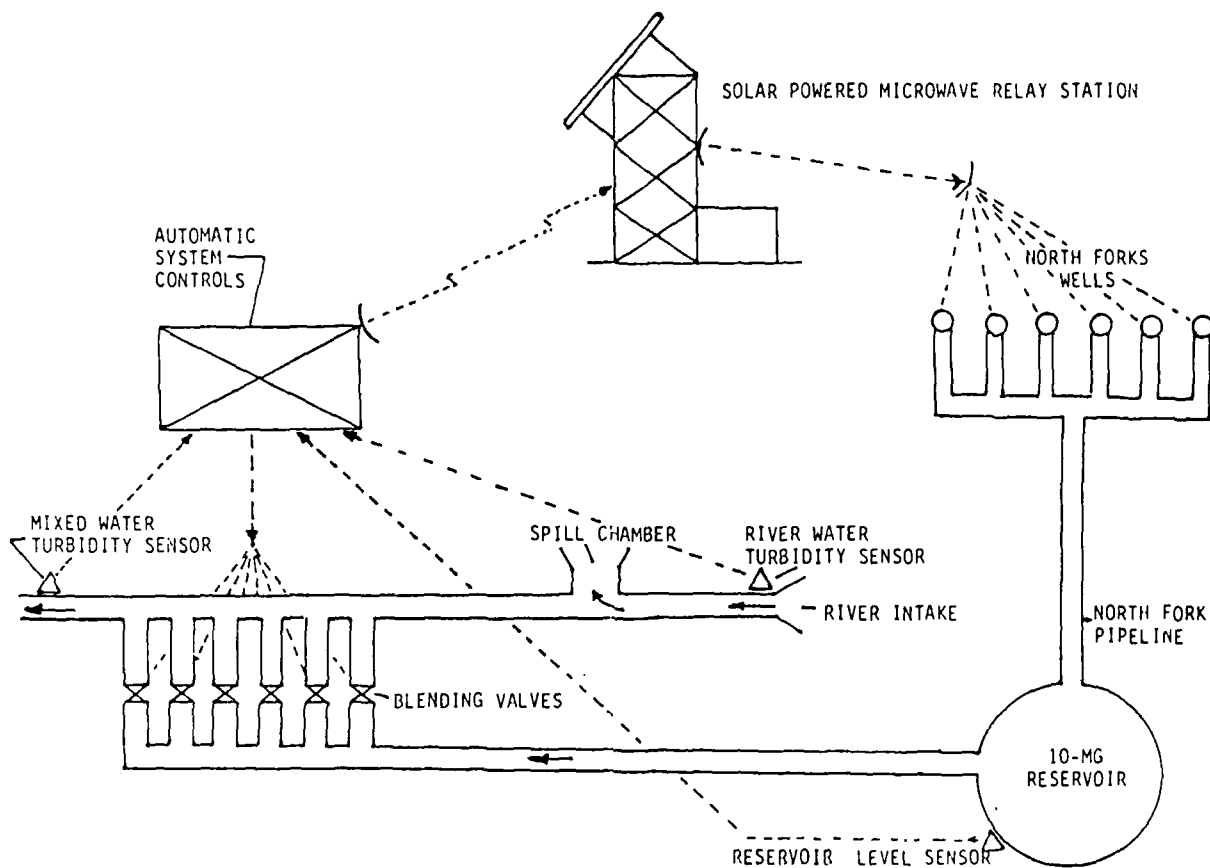 SOLAR POWERED MICROWAVE RELAY STATION
AUTOMATIC
SYSTEM
CONTROLS
NORTH FORKS
WELLS
MIXED WATER
TURBIDITY SENSOR
SPILL CHAMBER
RIVER WATER
TURBIDITY SENSOR
RIVER INTAKE
NORTH FORK
PIPELINE
BLENDING VALVES
10-MG
RESERVOIR
RESERVOIR LEVEL SENSOR